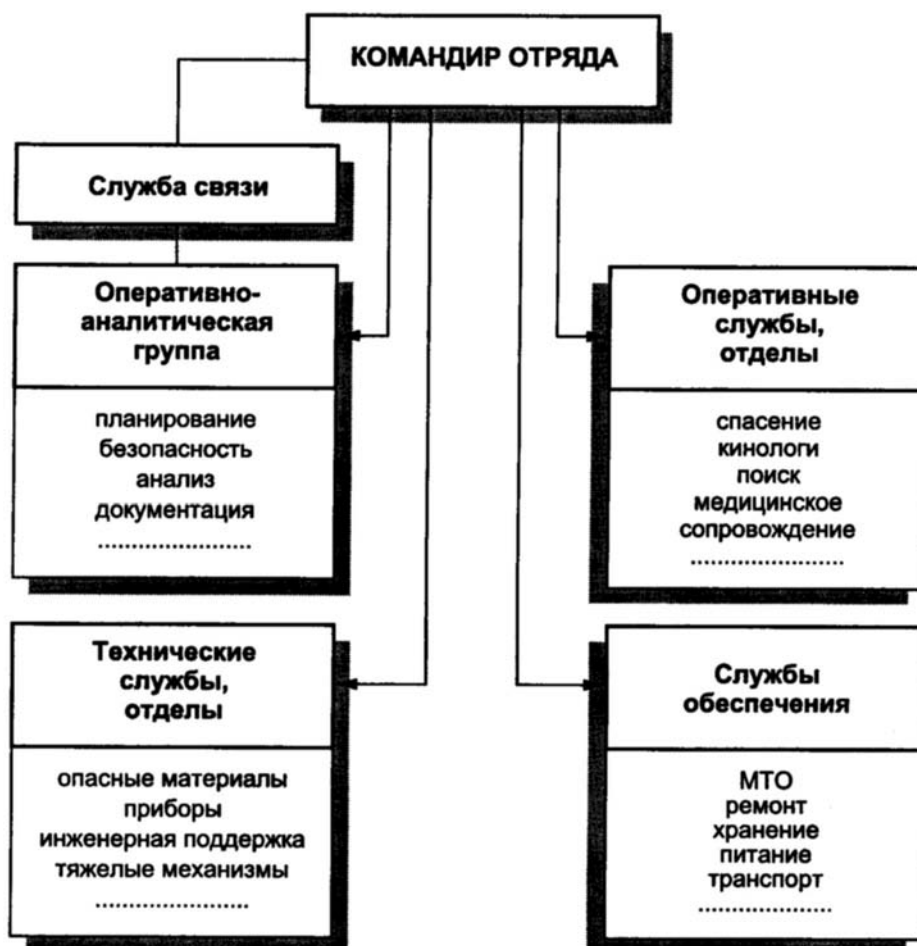 КОМАНДИР ОТРЯДА
Служба связи
Оперативно-
аналитическая
группа
планирование
безопасность
анализ
документация
.......................
Оперативные
службы,
отделы
спасение
кинологи
поиск
медицинское
сопровождение
.......................
Технические
службы,
отделы
опасные материалы
приборы
инженерная поддержка
тяжелые механизмы
.......................
Службы
обеспечения
МТО
ремонт
хранение
питание
транспорт
....................